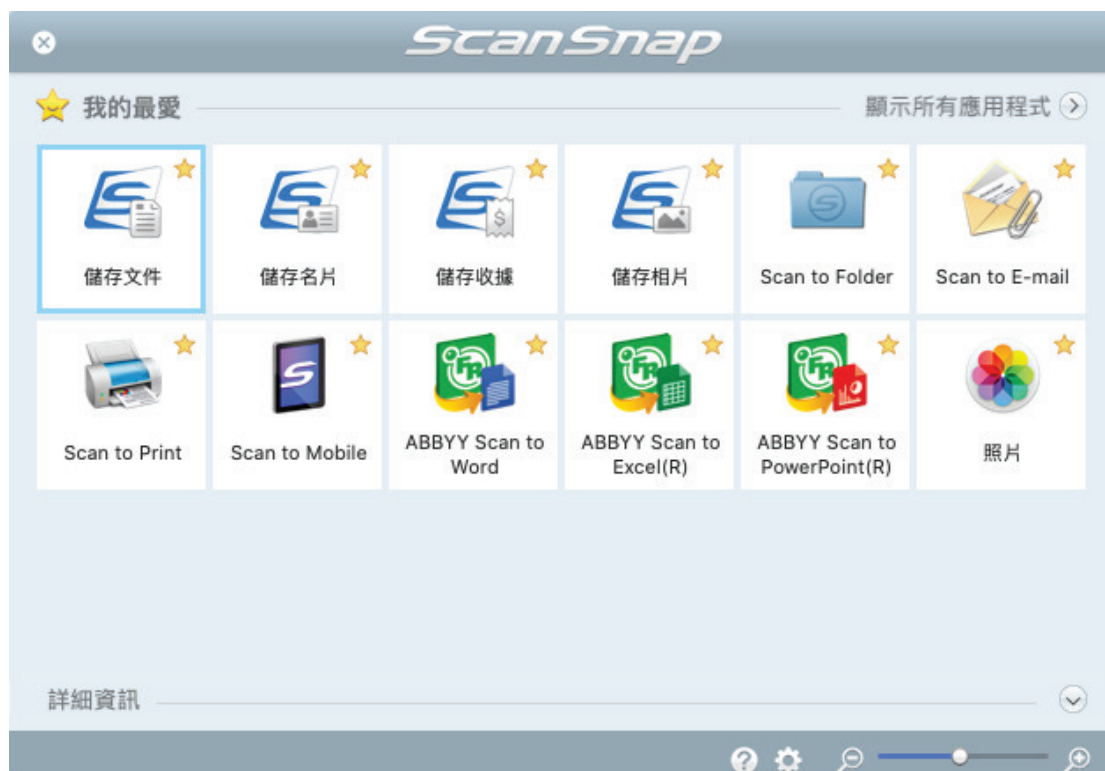 ScanSnap
我的最愛
顯示所有應用程式
儲存文件
儲存名片
儲存收據
儲存相片
Scan to Folder
Scan to E-mail
Scan to Print
Scan to Mobile
ABBYY Scan to
Word
ABBYY Scan to
Excel(R)
ABBYY Scan to
PowerPoint(R)
照片
詳細資訊